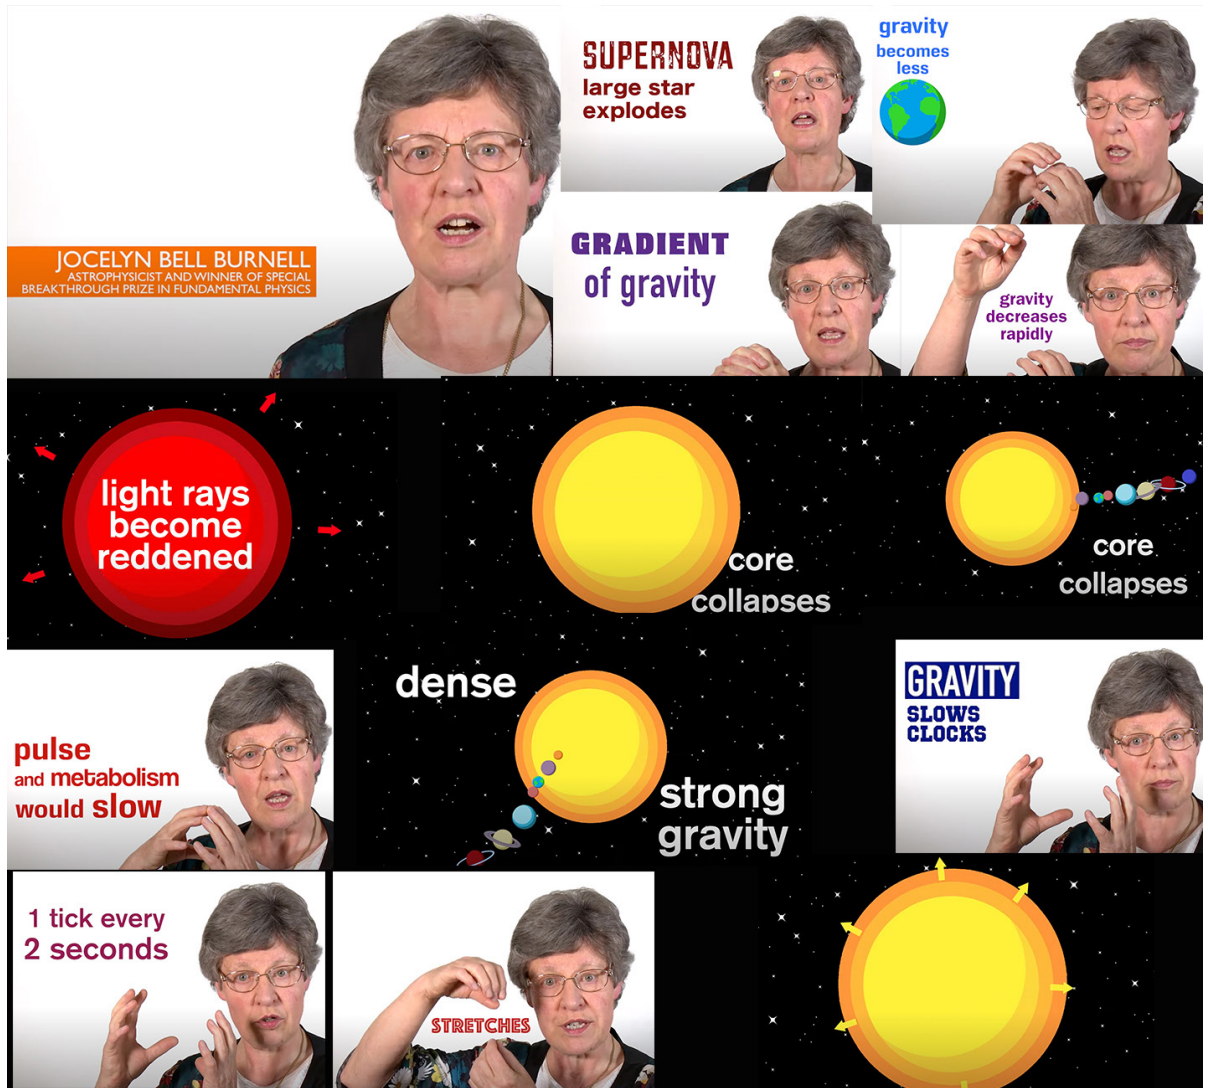 JOCELYN BELL BURNELL
ASTROPHYSICIST AND WINNER OF SPECIAL
BREAKTHROUGH PRIZE IN FUNDAMENTAL PHYSICS
SUPERNOVA
large star
explodes
gravity
becomes
less
GRADIENT
of gravity
gravity
decreases
rapidly
light rays
become
reddened
core
collapses
core
collapses
pulse
and metabolism
would slow
dense
strong
gravity
GRAVITY
SLOWS
CLOCKS
1 tick every
2 seconds
STRETCHES